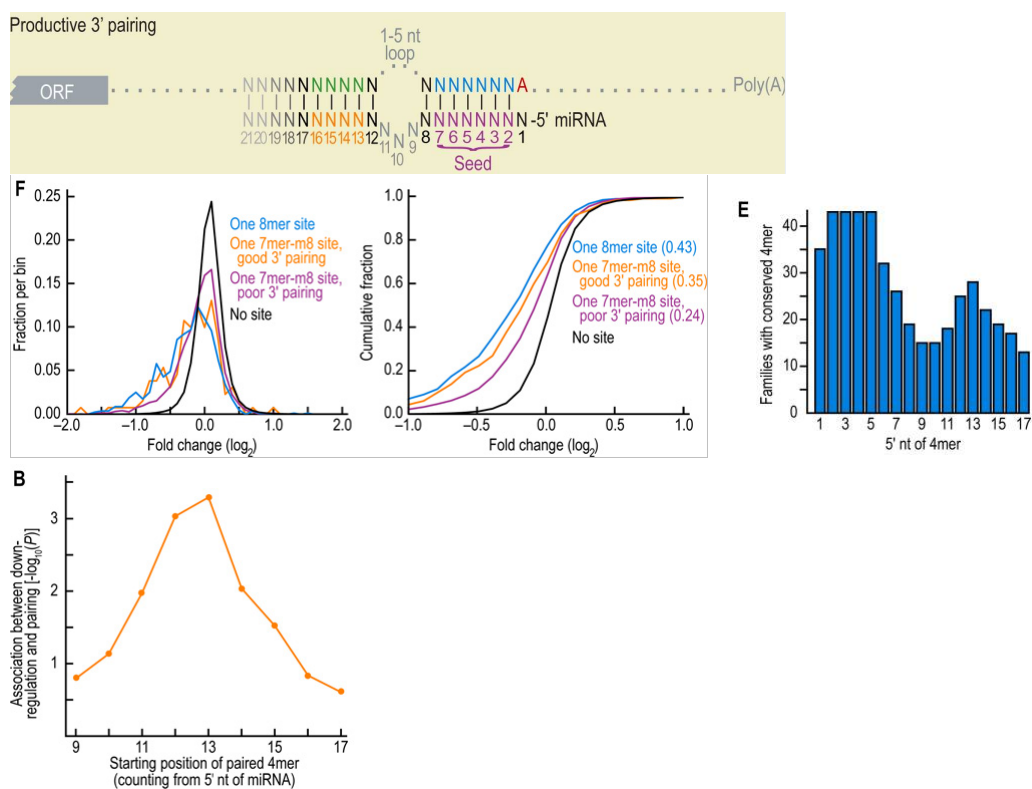 Productive 3' pairing
1-5 nt
loop
ORF
NNNNNNNNNN
N NNNNNNA
Poly(A)
NNNNNNNNNN
N
N
N
N NNNNNNN -5' miRNA
21 20 19 18 17 16 15 14 13 12
11
10
9
8 7 6 5 4 3 2 1
Seed
F
Fraction per bin
0.25
0.20
0.15
0.10
0.05
0.00
−2.0 −1.0 0.0 1.0 2.0
Fold change (log2)
One 8mer site
One 7mer-m8 site,
good 3' pairing
One 7mer-m8 site,
poor 3' pairing
No site
Cumulative fraction
1.0
0.8
0.6
0.4
0.2
0.0
−1.0 −0.5 0.0 0.5 1.0
Fold change (log2)
One 8mer site (0.43)
One 7mer-m8 site,
good 3' pairing (0.35)
One 7mer-m8 site,
poor 3' pairing (0.24)
No site
E
Families with conserved 4mer
40
30
20
10
0
1 3 5 7 9 11 13 15 17
5' nt of 4mer
B
Association between down-
regulation and pairing [-log10(P)]
3
2
1
9 11 13 15 17
Starting position of paired 4mer
(counting from 5' nt of miRNA)